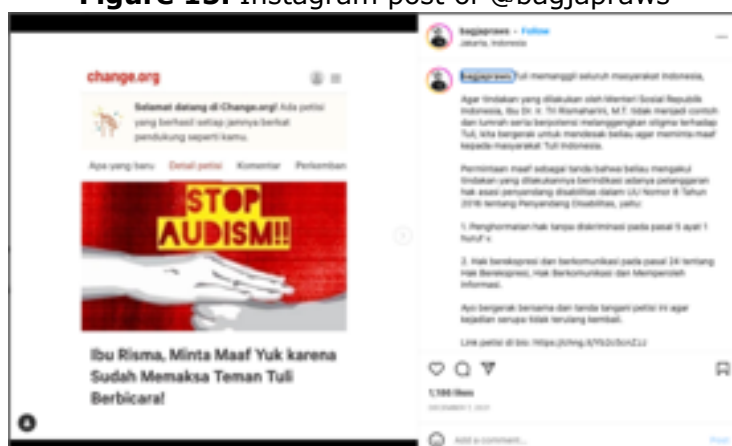 Figure 15. Instagram post of @bagjapraws
change.org
Selamat datang di Change.org! Ada petisi
yang berhasil setiap jamnya berkat
pendukung seperti kamu.
Apa yang baru Detail petisi Komentar Perkemban
STOP
AUDISM!!
Ibu Risma, Minta Maaf Yuk karena
Sudah Memaksa Teman Tuli
Berbicara!
bagjapraws • Follow
Jakarta, Indonesia
bagjapraws Tuli memanggil seluruh masyarakat Indonesia,
Agar tindakan yang dilakukan oleh Menteri Sosial Republik
Indonesia, Ibu Dr. Ir. Tri Rismaharini, M.T. tidak menjadi contoh
dan lumrah serta berpotensi melanggengkan stigma terhadap
Tuli, kita bergerak untuk mendesak beliau agar meminta maaf
kepada masyarakat Tuli Indonesia.
Permintaan maaf sebagai tanda bahwa beliau mengakui
tindakan yang dilakukannya berindikasi adanya pelanggaran
hak asasi penyandang disabilitas dalam UU Nomor 8 Tahun
2016 tentang Penyandang Disabilitas, yaitu:
1. Penghormatan hak tanpa diskriminasi pada pasal 5 ayat 1
huruf v.
2. Hak berekspresi dan berkomunikasi pada pasal 24 tentang
Hak Berekspresi, Hak Berkomunikasi dan Memperoleh
Informasi.
Ayo bergerak bersama dan tanda tangani petisi ini agar
kejadian serupa tidak terulang kembali.
Link petisi di bio:
1,186 likes
DECEMBER 1, 2021
Add a comment...
Post